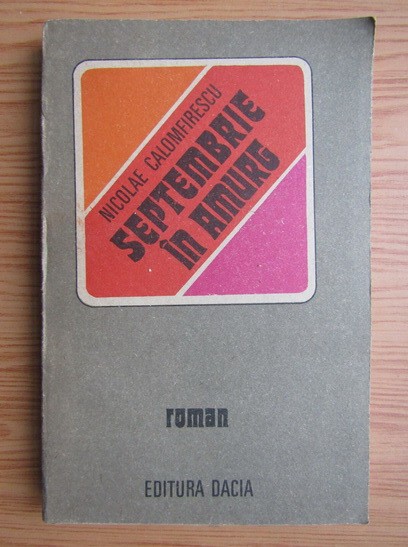 NICOLAE CALOMFIRESCU
SEPTEMBRIE
ÎN AMURG
roman
EDITURA DACIA